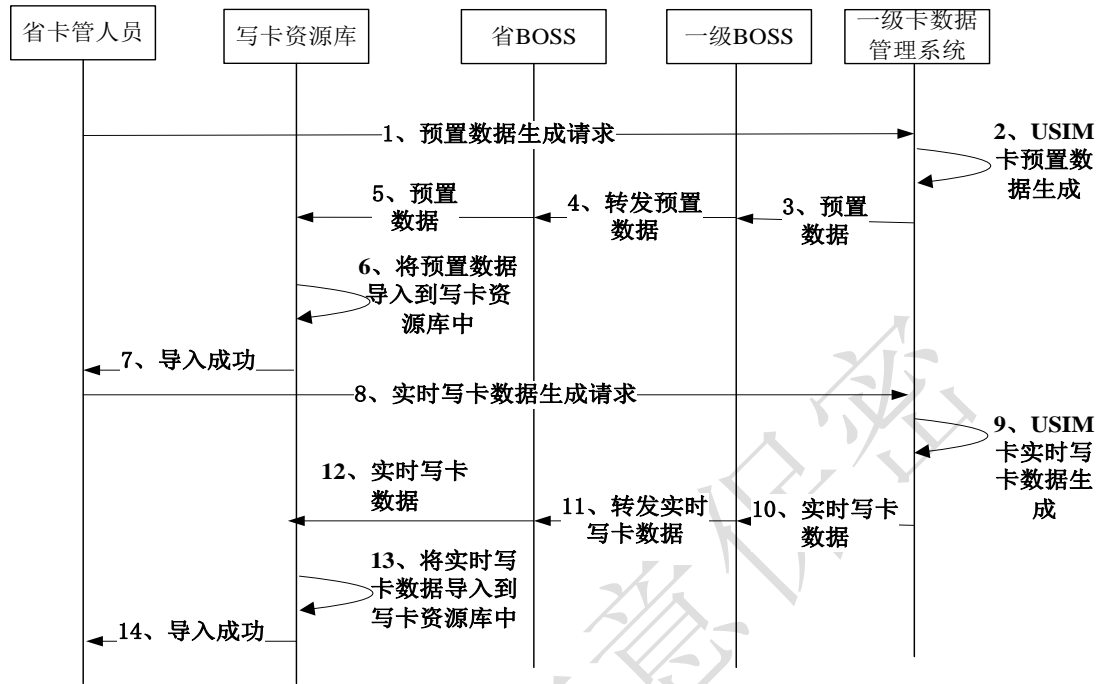 省卡管人员
写卡资源库
省BOSS
一级BOSS
一级卡数据
管理系统
1、预置数据生成请求
2、USIM
卡预置数
据生成
3、预置
数据
4、转发预置
数据
5、预置
数据
6、将预置数据
导入到写卡资
源库中
7、导入成功
8、实时写卡数据生成请求
9、USIM
卡实时写
卡数据生
成
10、实时写卡
数据
11、转发实时
写卡数据
12、实时写卡
数据
13、将实时写
卡数据导入到
写卡资源库中
14、导入成功
意保密